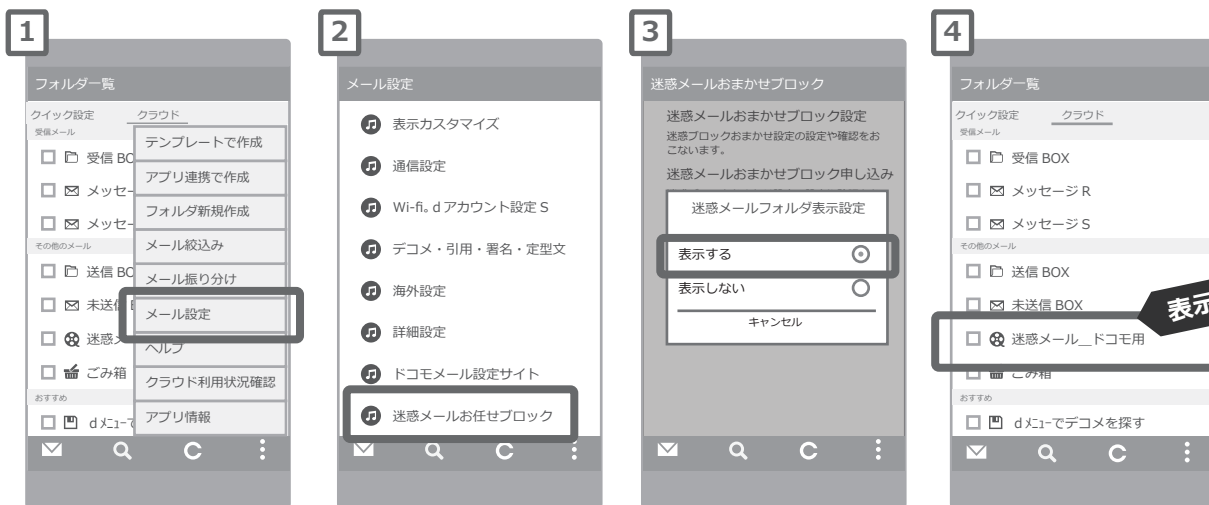 1
フォルダ一覧
クイック設定 クラウド
受信メール
受信 BO
メッセー
メッセー
その他のメール
送信 BO
未送信
迷惑メ
ごみ箱
おすすめ
dメニューで
テンプレートで作成
アプリ連携で作成
フォルダ新規作成
メール絞込み
メール振り分け
メール設定
ヘルプ
クラウド利用状況確認
アプリ情報
2
メール設定
表示カスタマイズ
通信設定
Wi-fi。d アカウント設定 S
デコメ・引用・署名・定型文
海外設定
詳細設定
ドコモメール設定サイト
迷惑メールお任せブロック
3
迷惑メールおまかせブロック
迷惑メールおまかせブロック設定
迷惑ブロックおまかせ設定の設定や確認をお
こないます。
迷惑メールおまかせブロック申し込み
迷惑メールフォルダ表示設定
表示する
表示しない
キャンセル
4
フォルダ一覧
クイック設定 クラウド
受信メール
受信 BOX
メッセージ R
メッセージ S
その他のメール
送信 BOX
未送信 BOX
表示
迷惑メール__ドコモ用
ごみ箱
おすすめ
dメニューでデコメを探す